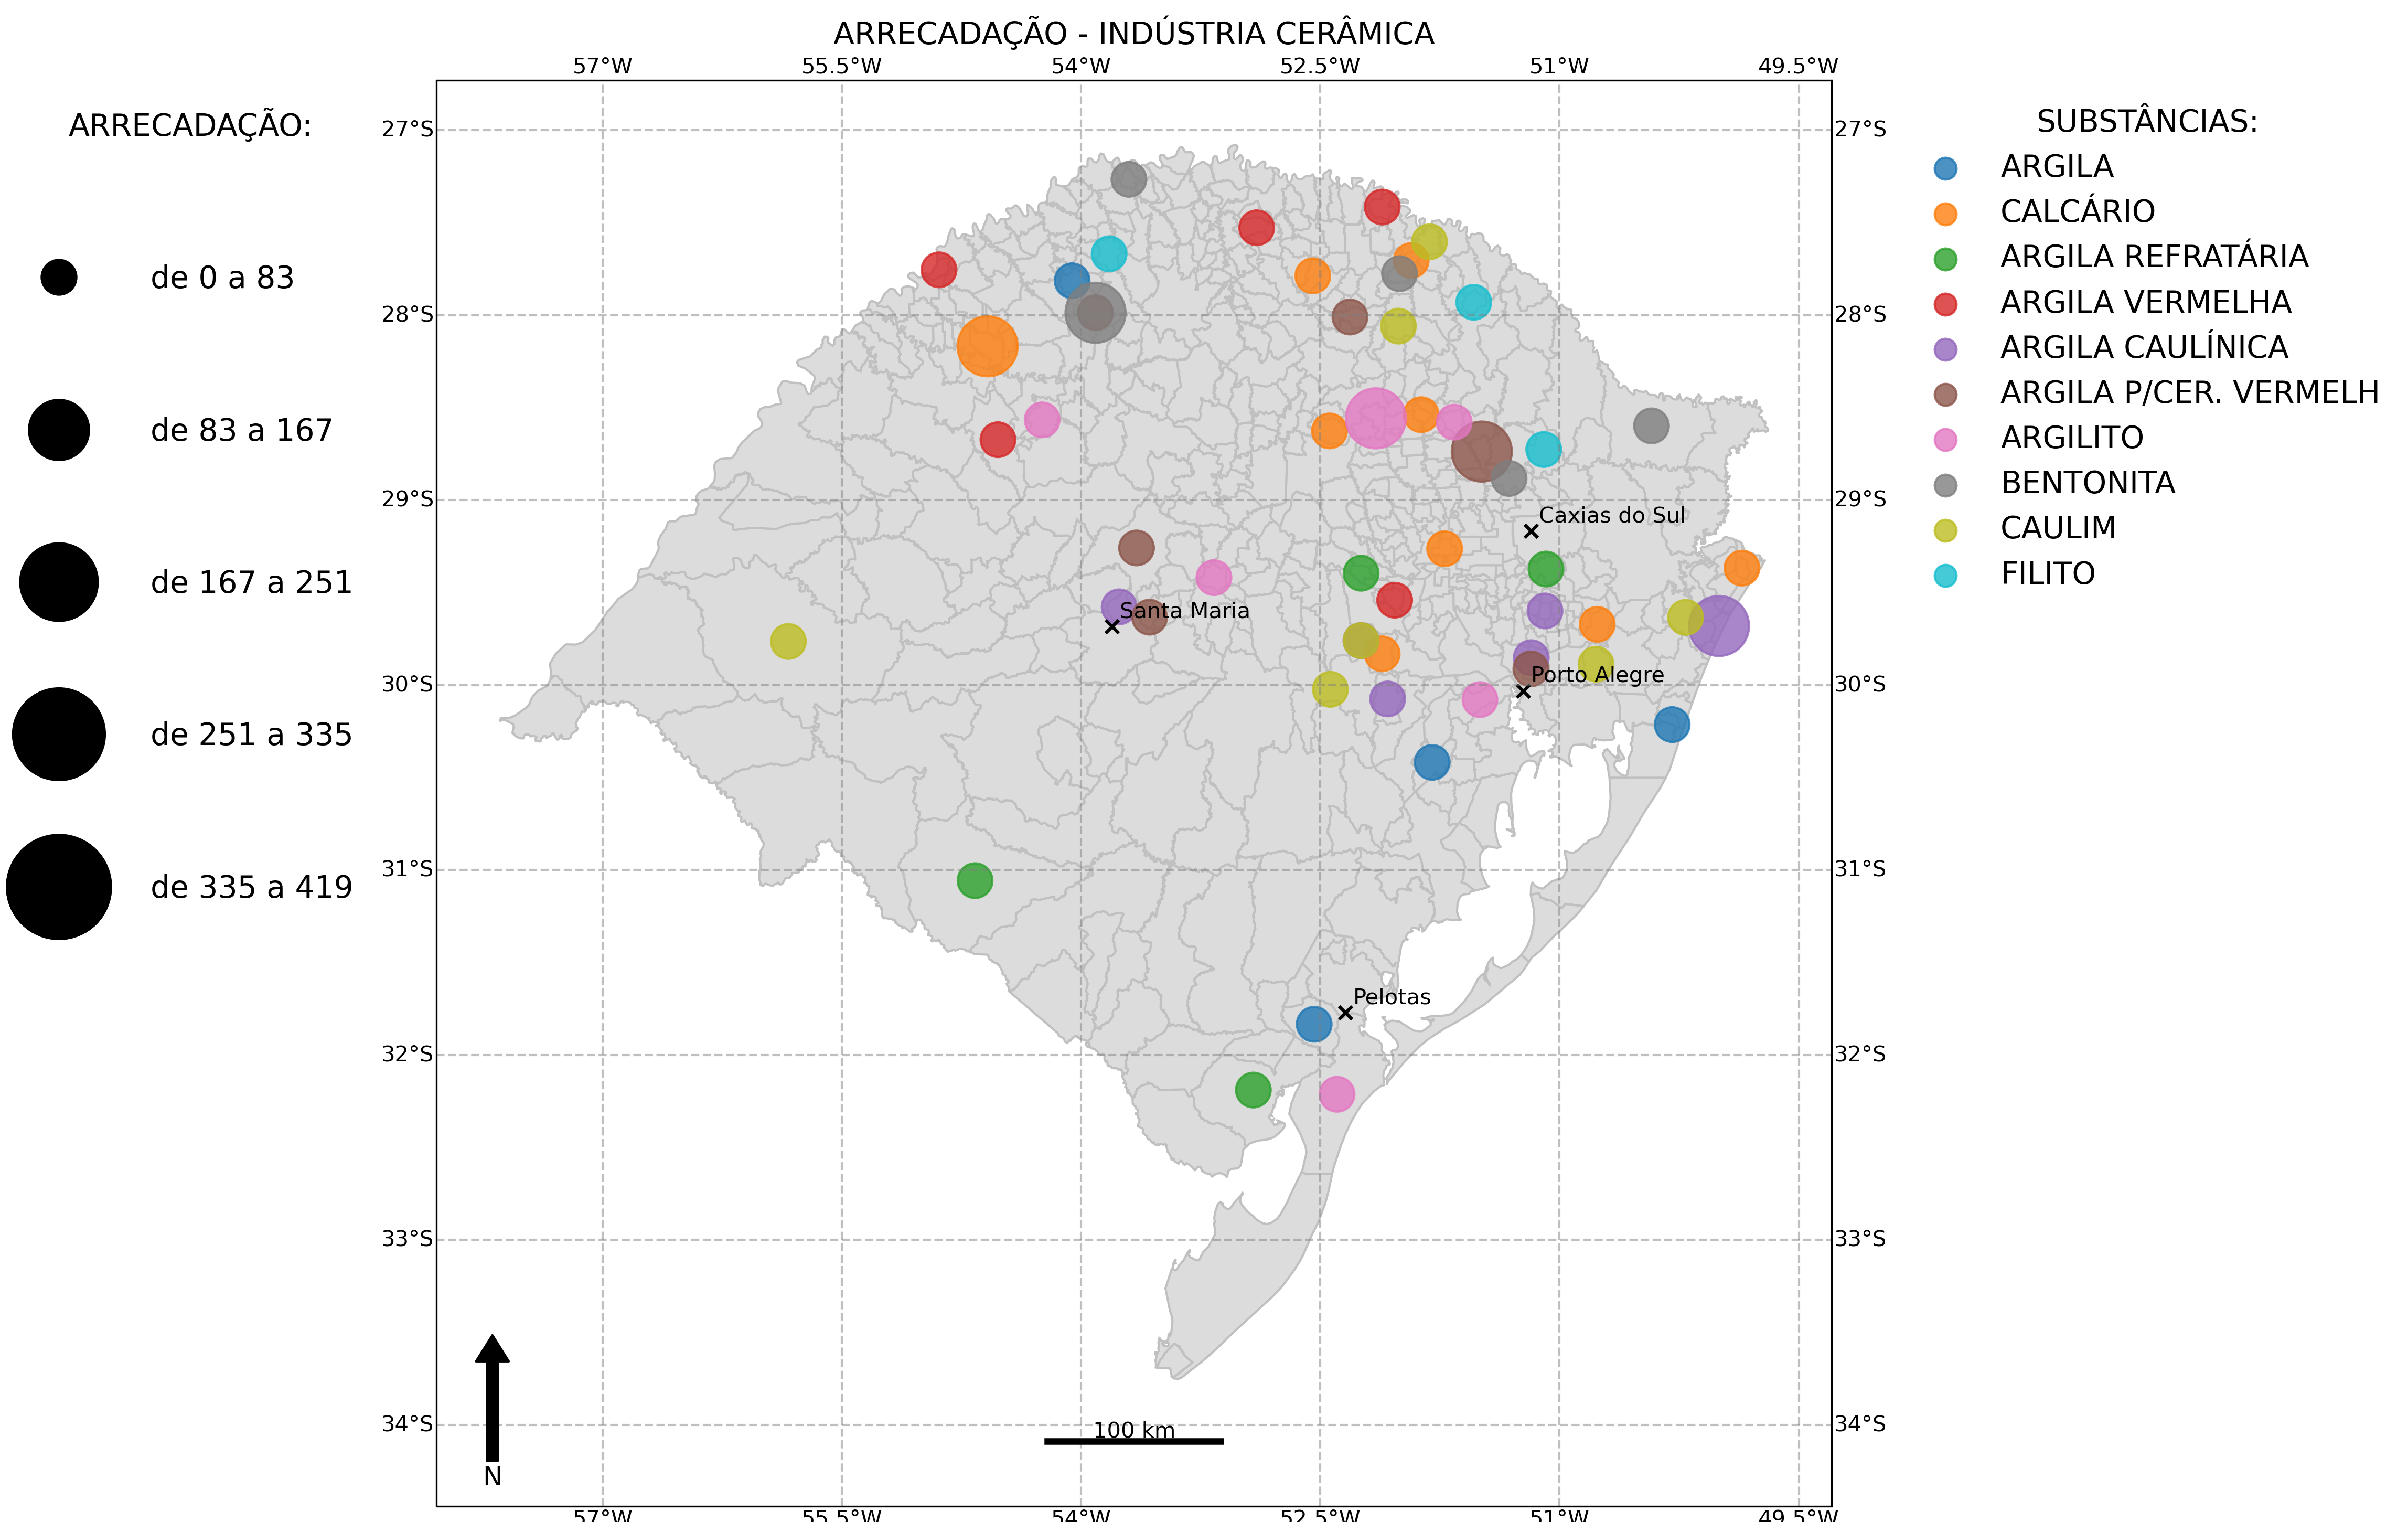 ARRECADAÇÃO - INDÚSTRIA CERÂMICA
57°W 55.5°W 54°W 52.5°W 51°W 49.5°W
ARRECADAÇÃO:
de 0 a 83
de 83 a 167
de 167 a 251
de 251 a 335
de 335 a 419
27°S 27°S
28°S 28°S
29°S 29°S
30°S 30°S
31°S 31°S
32°S 32°S
33°S 33°S
34°S 34°S
Caxias do Sul
Santa Maria
Porto Alegre
Pelotas
100 km
N
57°W 55.5°W 54°W 52.5°W 51°W 49.5°W
SUBSTÂNCIAS:
ARGILA
CALCÁRIO
ARGILA REFRATÁRIA
ARGILA VERMELHA
ARGILA CAULÍNICA
ARGILA P/CER. VERMELH
ARGILITO
BENTONITA
CAULIM
FILITO